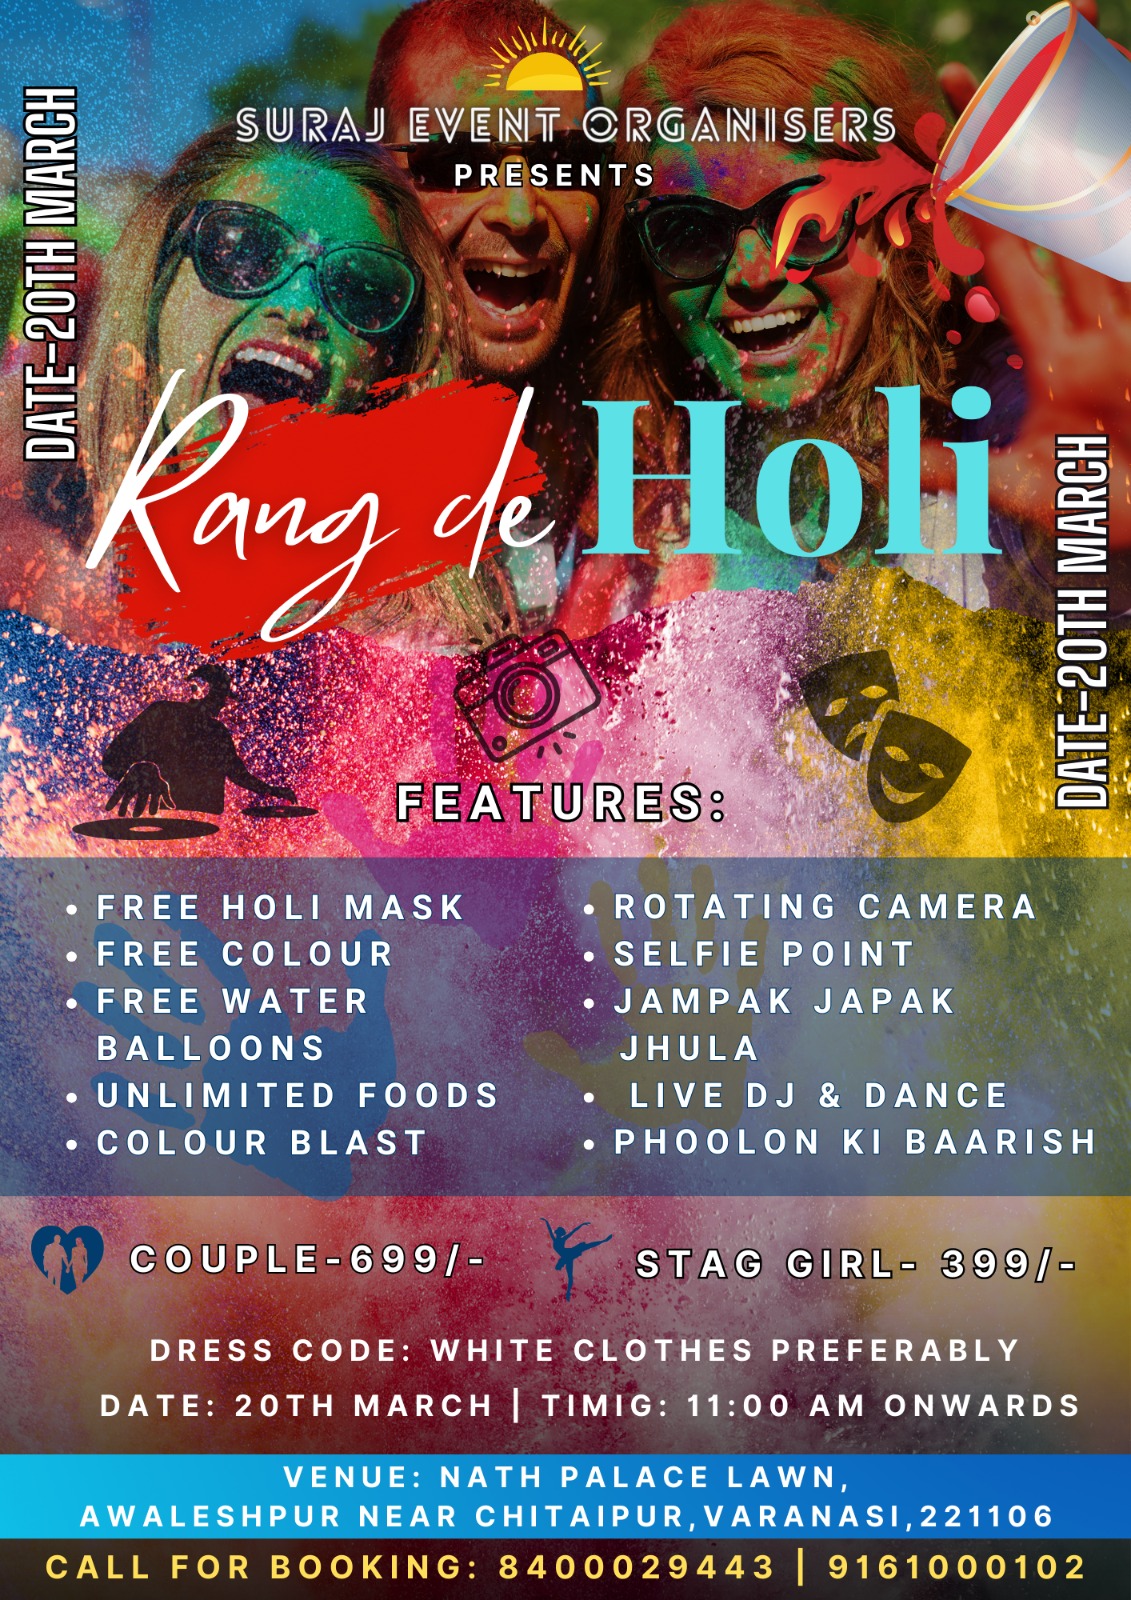 SURAJ EVENT ORGANISERS
PRESENTS
DATE-20TH MARCH
Rang de Holi
DATE-20TH MARCH
FEATURES:
• FREE HOLI MASK
• FREE COLOUR
• FREE WATER
BALLOONS
• UNLIMITED FOODS
• COLOUR BLAST
• ROTATING CAMERA
• SELFIE POINT
• JAMPAK JAPAK
JHULA
• LIVE DJ & DANCE
• PHOOLON KI BAARISH
COUPLE-699/-
STAG GIRL- 399/-
DRESS CODE: WHITE CLOTHES PREFERABLY
DATE: 20TH MARCH | TIMIG: 11:00 AM ONWARDS
VENUE: NATH PALACE LAWN,
AWALESHPUR NEAR CHITAIPUR,VARANASI,221106
CALL FOR BOOKING: 8400029443 | 9161000102